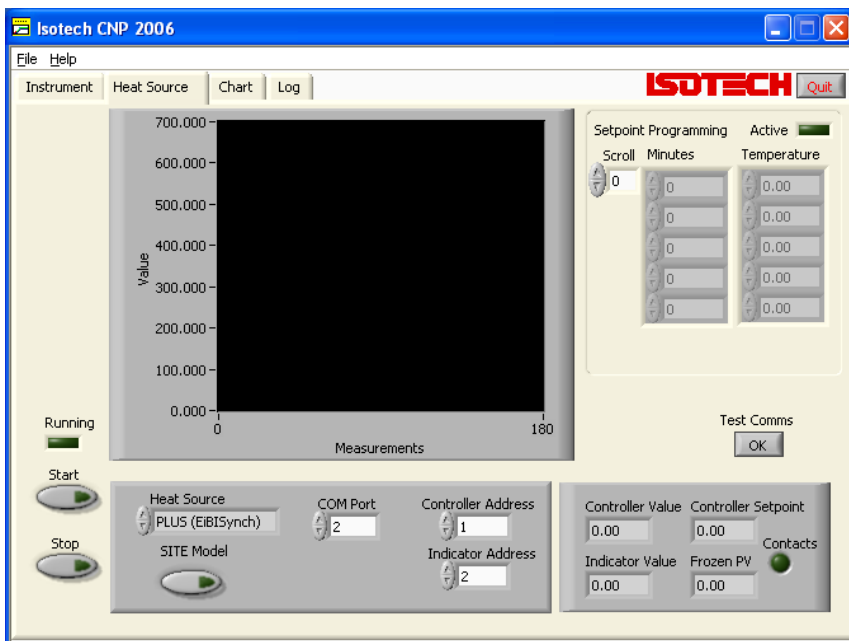 Isotech CNP 2006
File Help
Instrument Heat Source Chart Log ISOTECH Quit
700.000
600.000
500.000
400.000
300.000
200.000
100.000
0.000
Value
0 180
Measurements
Setpoint Programming Active
Scroll Minutes Temperature
0 0 0.00
0 0.00
0 0.00
0 0.00
0 0.00
Test Comms
OK
Running
Start
Stop
Heat Source COM Port Controller Address
PLUS (EiBISynch) 2 1
SITE Model Indicator Address
2
Controller Value Controller Setpoint
0.00 0.00
Contacts
Indicator Value Frozen PV
0.00 0.00